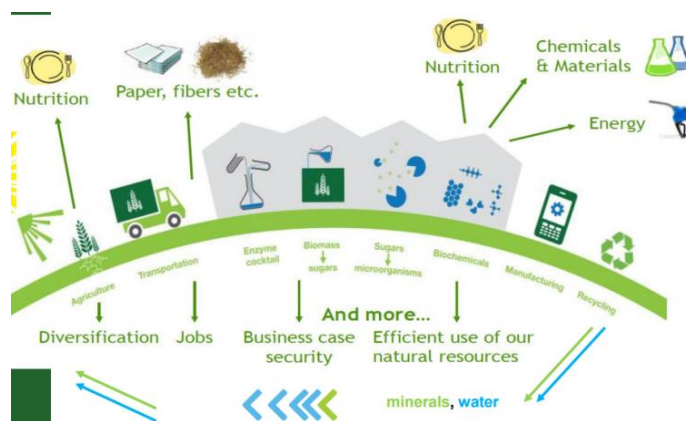 Nutrition
Paper, fibers etc.
Nutrition
Chemicals
& Materials
Energy
Agriculture
Transportation
Enzyme
cocktail
Biomass
sugars
Sugars
microorganisms
Biochemicals
Manufacturing
Recycling
And more...
Diversification
Jobs
Business case
security
Efficient use of our
natural resources
minerals, water